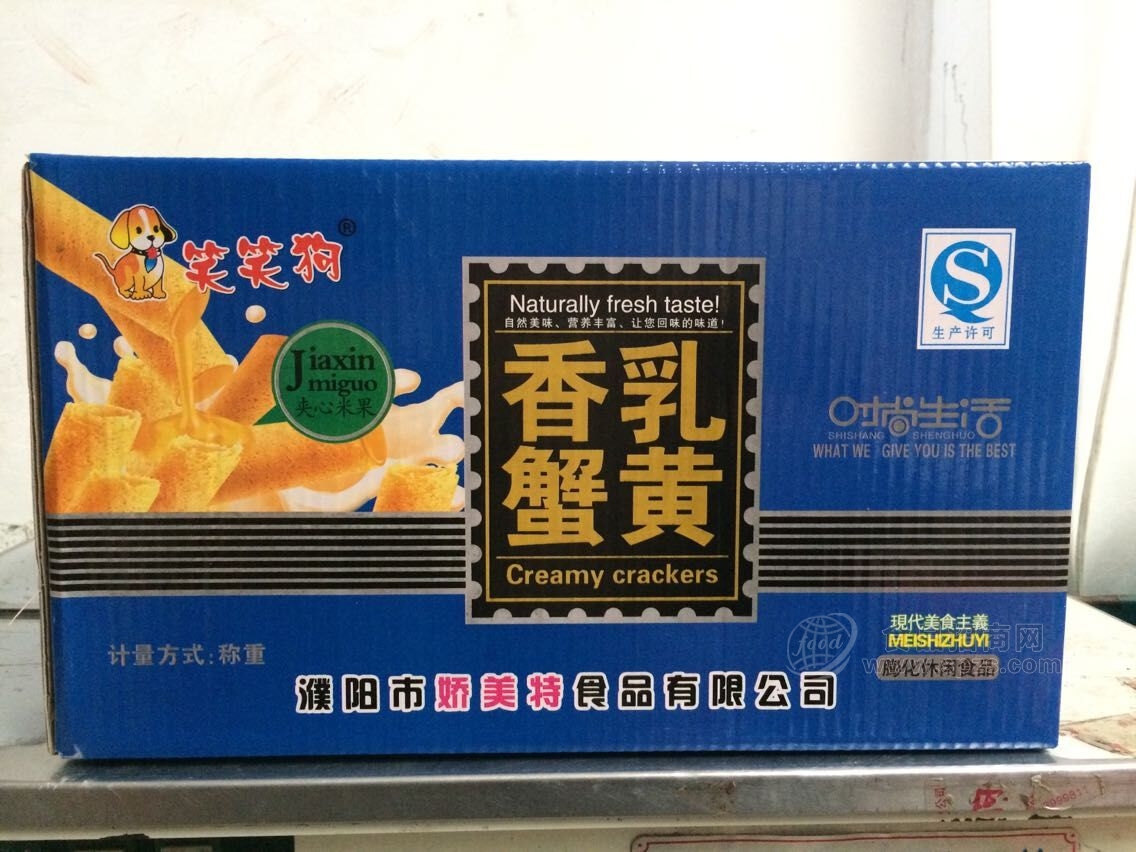 笑笑狗®
Jiaxin
miguo
夹心米果
Naturally fresh taste!
自然美味、营养丰富、让您回味的味道!
香乳
蟹黄
Creamy crackers
生产许可
时尚生活
SHISHANG SHENGHUO
WHAT WE GIVE YOU IS THE BEST
計量方式:称重
濮阳市娇美特食品有限公司
現代美食主義
MEISHIZHUYI
膨化休闲食品
food